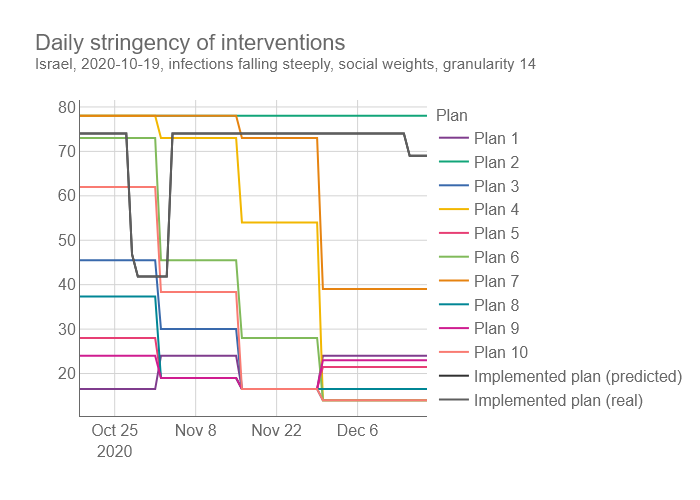 Daily stringency of interventions
Israel, 2020-10-19, infections falling steeply, social weights, granularity 14
80
70
60
50
40
30
20
Oct 25
2020
Nov 8
Nov 22
Dec 6
Plan
Plan 1
Plan 2
Plan 3
Plan 4
Plan 5
Plan 6
Plan 7
Plan 8
Plan 9
Plan 10
Implemented plan (predicted)
Implemented plan (real)